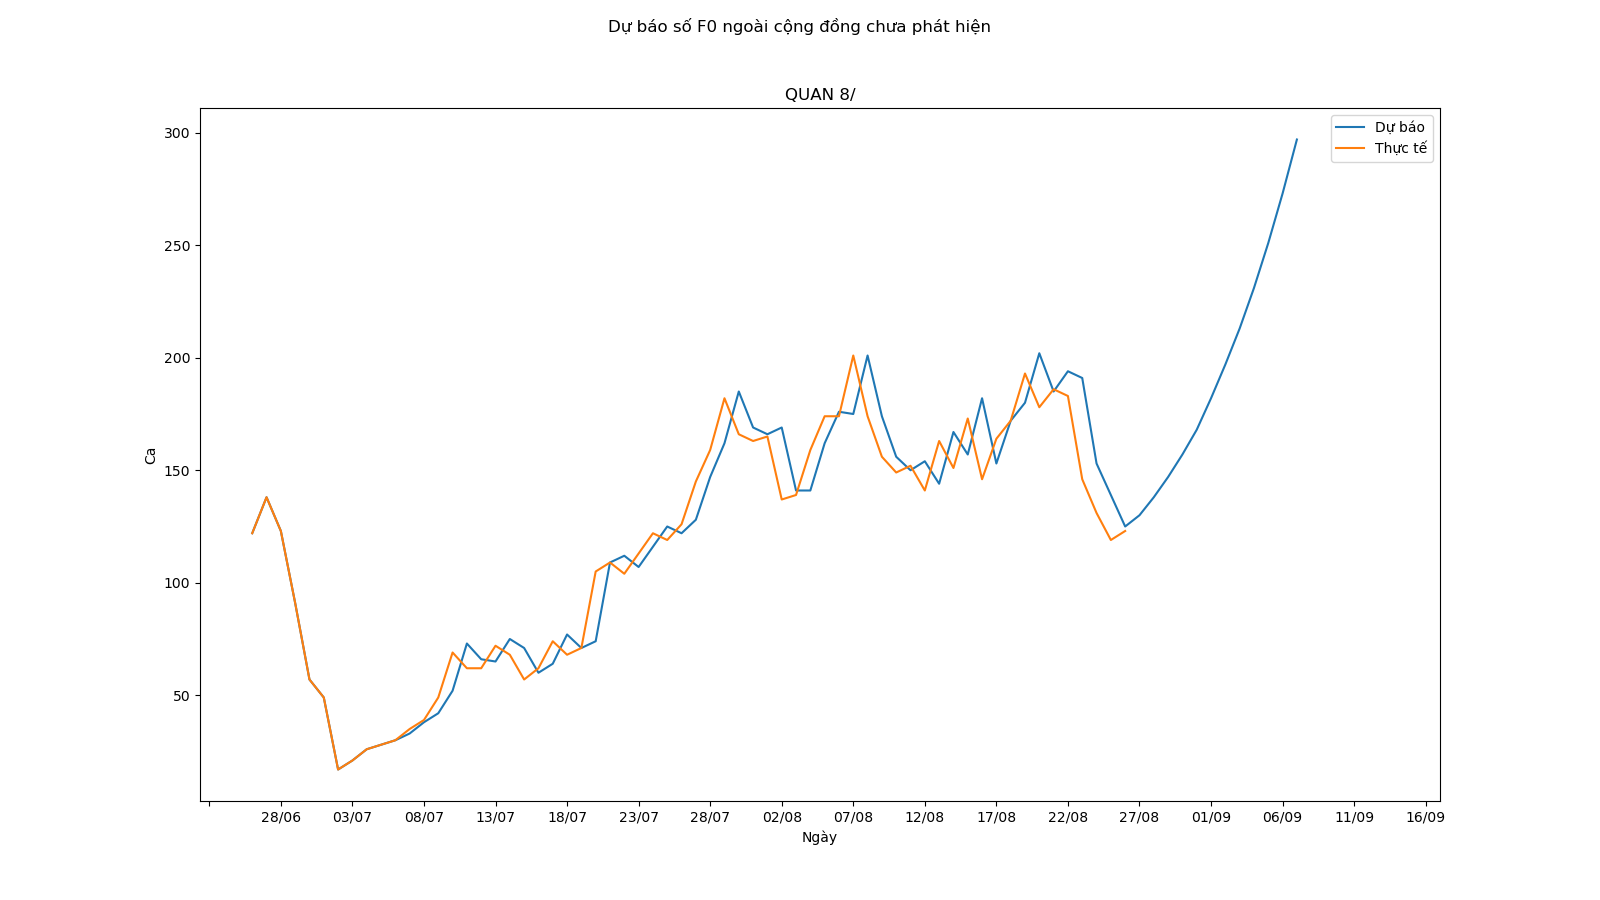 Dự báo số F0 ngoài cộng đồng chưa phát hiện
QUAN 8/
Dự báo
Thực tế
Ca
300
250
200
150
100
50
28/06 03/07 08/07 13/07 18/07 23/07 28/07 02/08 07/08 12/08 17/08 22/08 27/08 01/09 06/09 11/09 16/09
Ngày